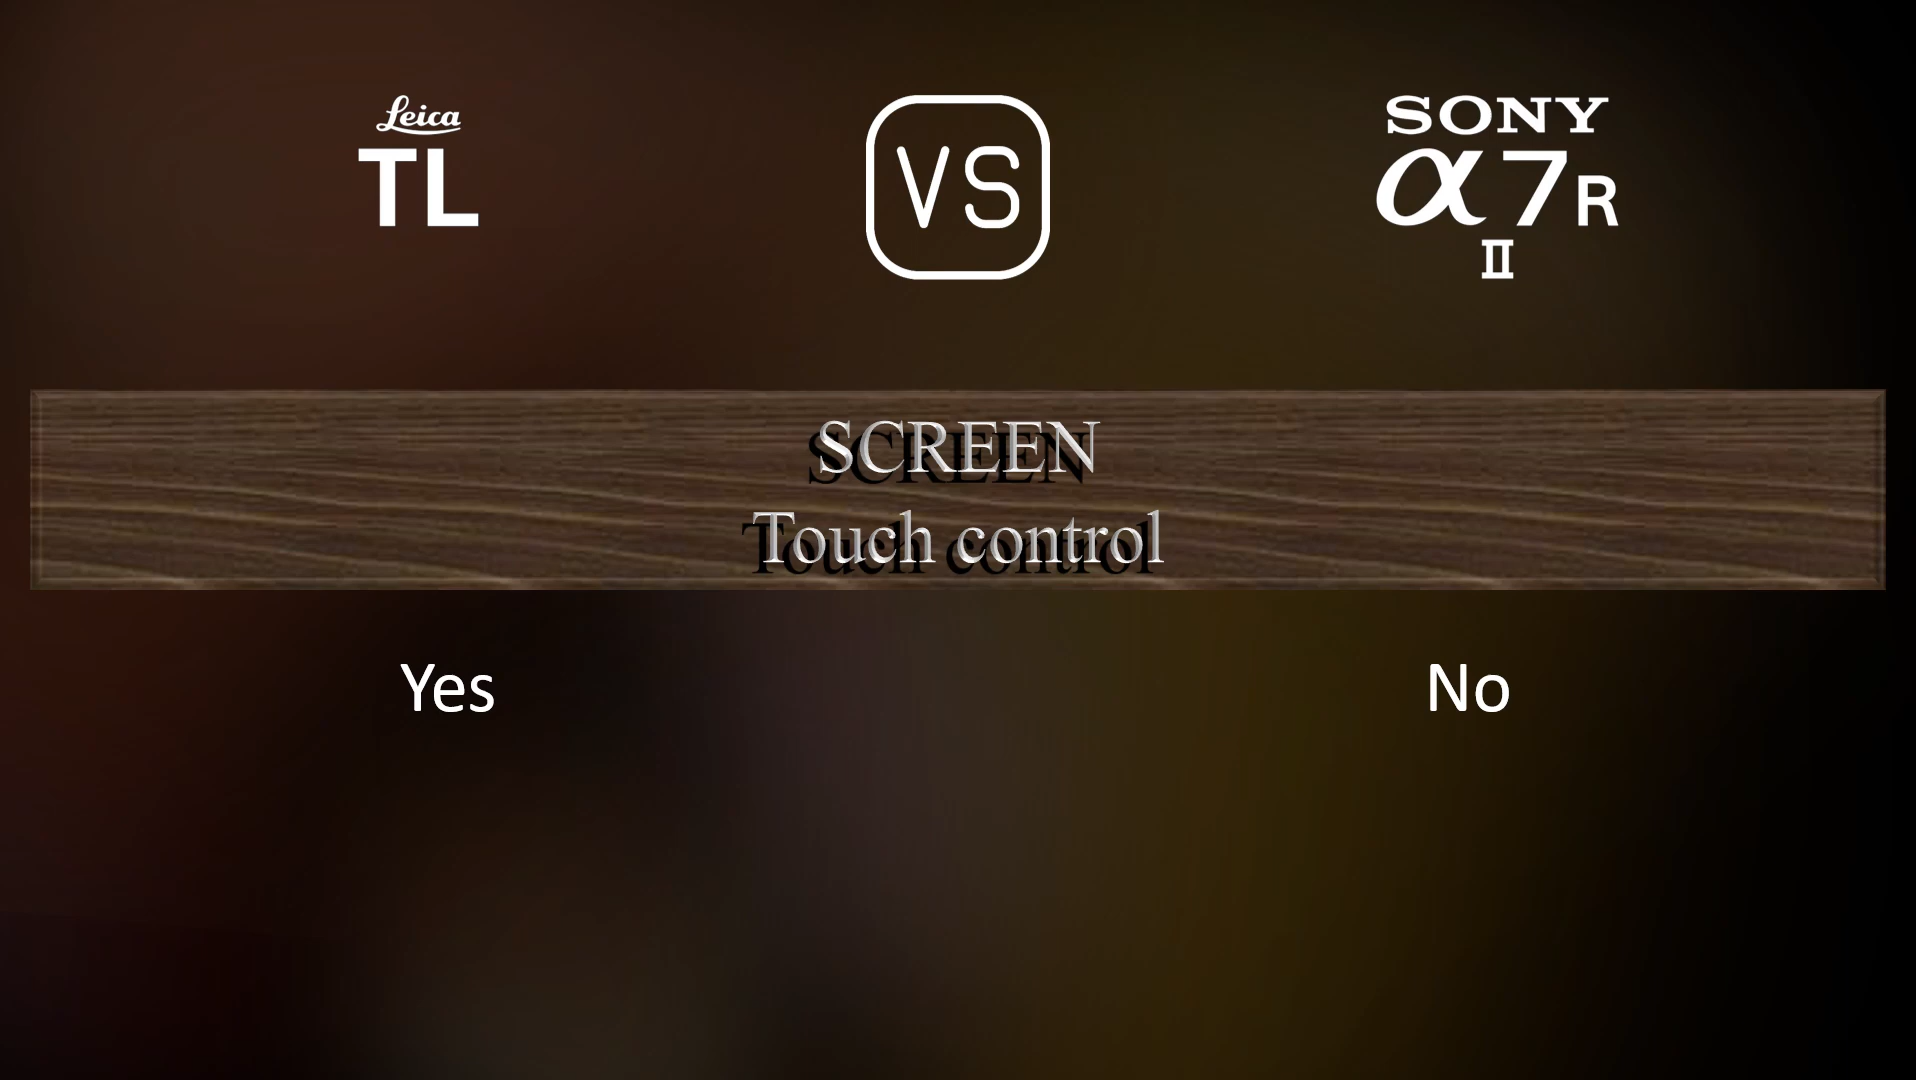 Leica
TL
VS
SONY
α7R
II
SCREEN
Touch control
Yes
No